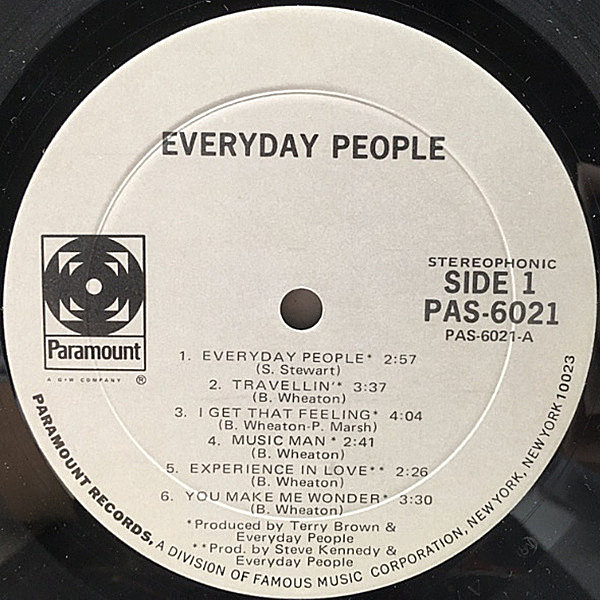 EVERYDAY PEOPLE
Paramount
A G+W COMPANY ®
STEREOPHONIC
SIDE 1
PAS-6021
PAS-6021-A
1. EVERYDAY PEOPLE* 2:57
(S. Stewart)
2. TRAVELLIN'* 3:37
(B. Wheaton)
3. I GET THAT FEELING* 4:04
(B. Wheaton-P. Marsh)
4. MUSIC MAN * 2:41
(B. Wheaton)
5. EXPERIENCE IN LOVE** 2:26
(B. Wheaton)
6. YOU MAKE ME WONDER* 3:30
(B. Wheaton)
*Produced by Terry Brown &
Everyday People
**Prod. by Steve Kennedy &
Everyday People
PARAMOUNT RECORDS, A DIVISION OF FAMOUS MUSIC CORPORATION, NEW YORK, NEW YORK 10023